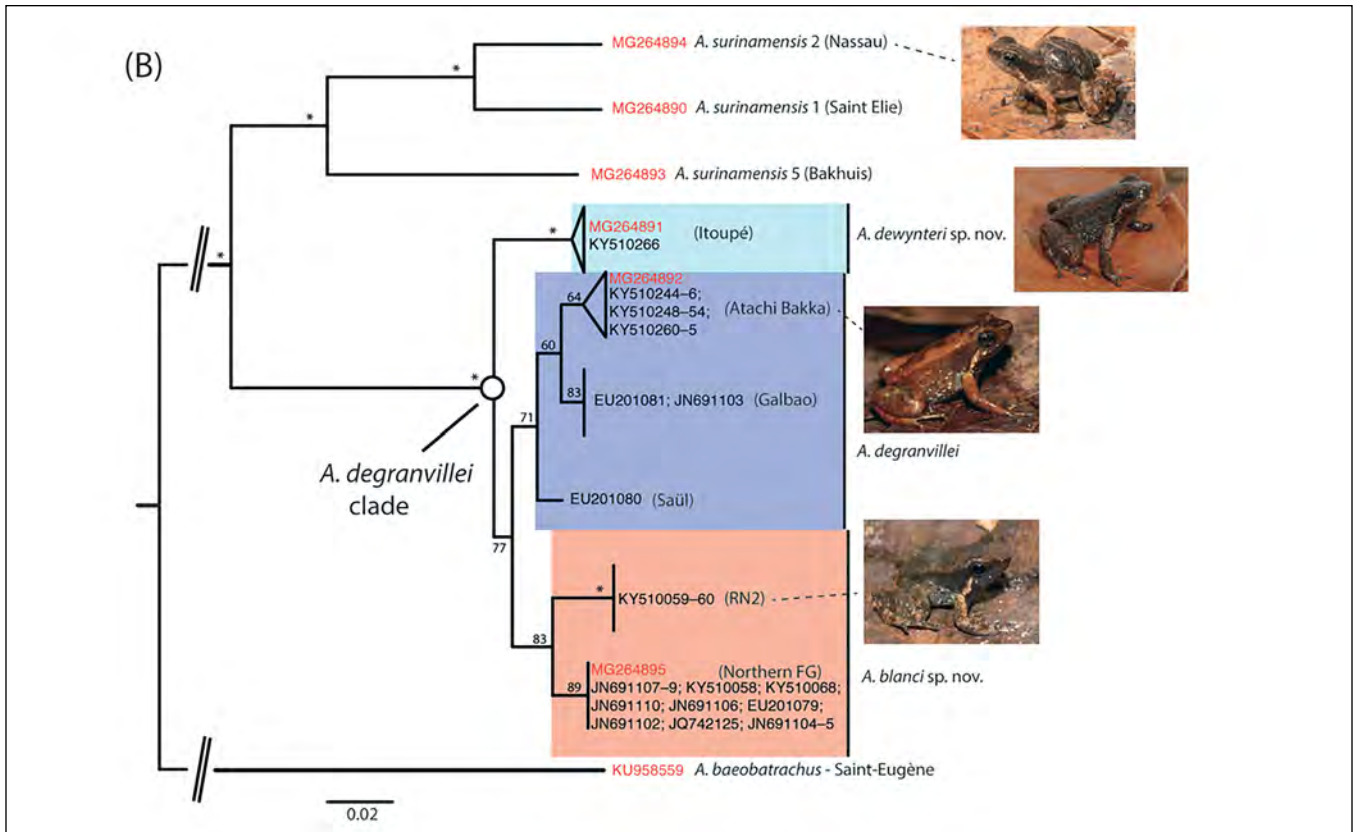 (B)
MG264894 A. surinamensis 2 (Nassau)
*
MG264890 A. surinamensis 1 (Saint Elie)
*
MG264893 A. surinamensis 5 (Bakhuis)
*
MG264891
KY510266
(Itoupé)
*
A. dewynteri sp. nov.
MG264892
KY510244–6;
KY510248–54;
KY510260–5
(Atachi Bakka)
64
60
83
EU201081; JN691103 (Galbao)
*
71
A. degranvillei
clade
A. degranvillei
EU201080 (Saül)
77
*
KY510059–60 (RN2)
83
MG264895 (Northern FG)
89
JN691107–9; KY510058; KY510068;
JN691110; JN691106; EU201079;
JN691102; JQ742125; JN691104–5
A. blanci sp. nov.
KU958559 A. baeobatrachus - Saint-Eugène
0.02